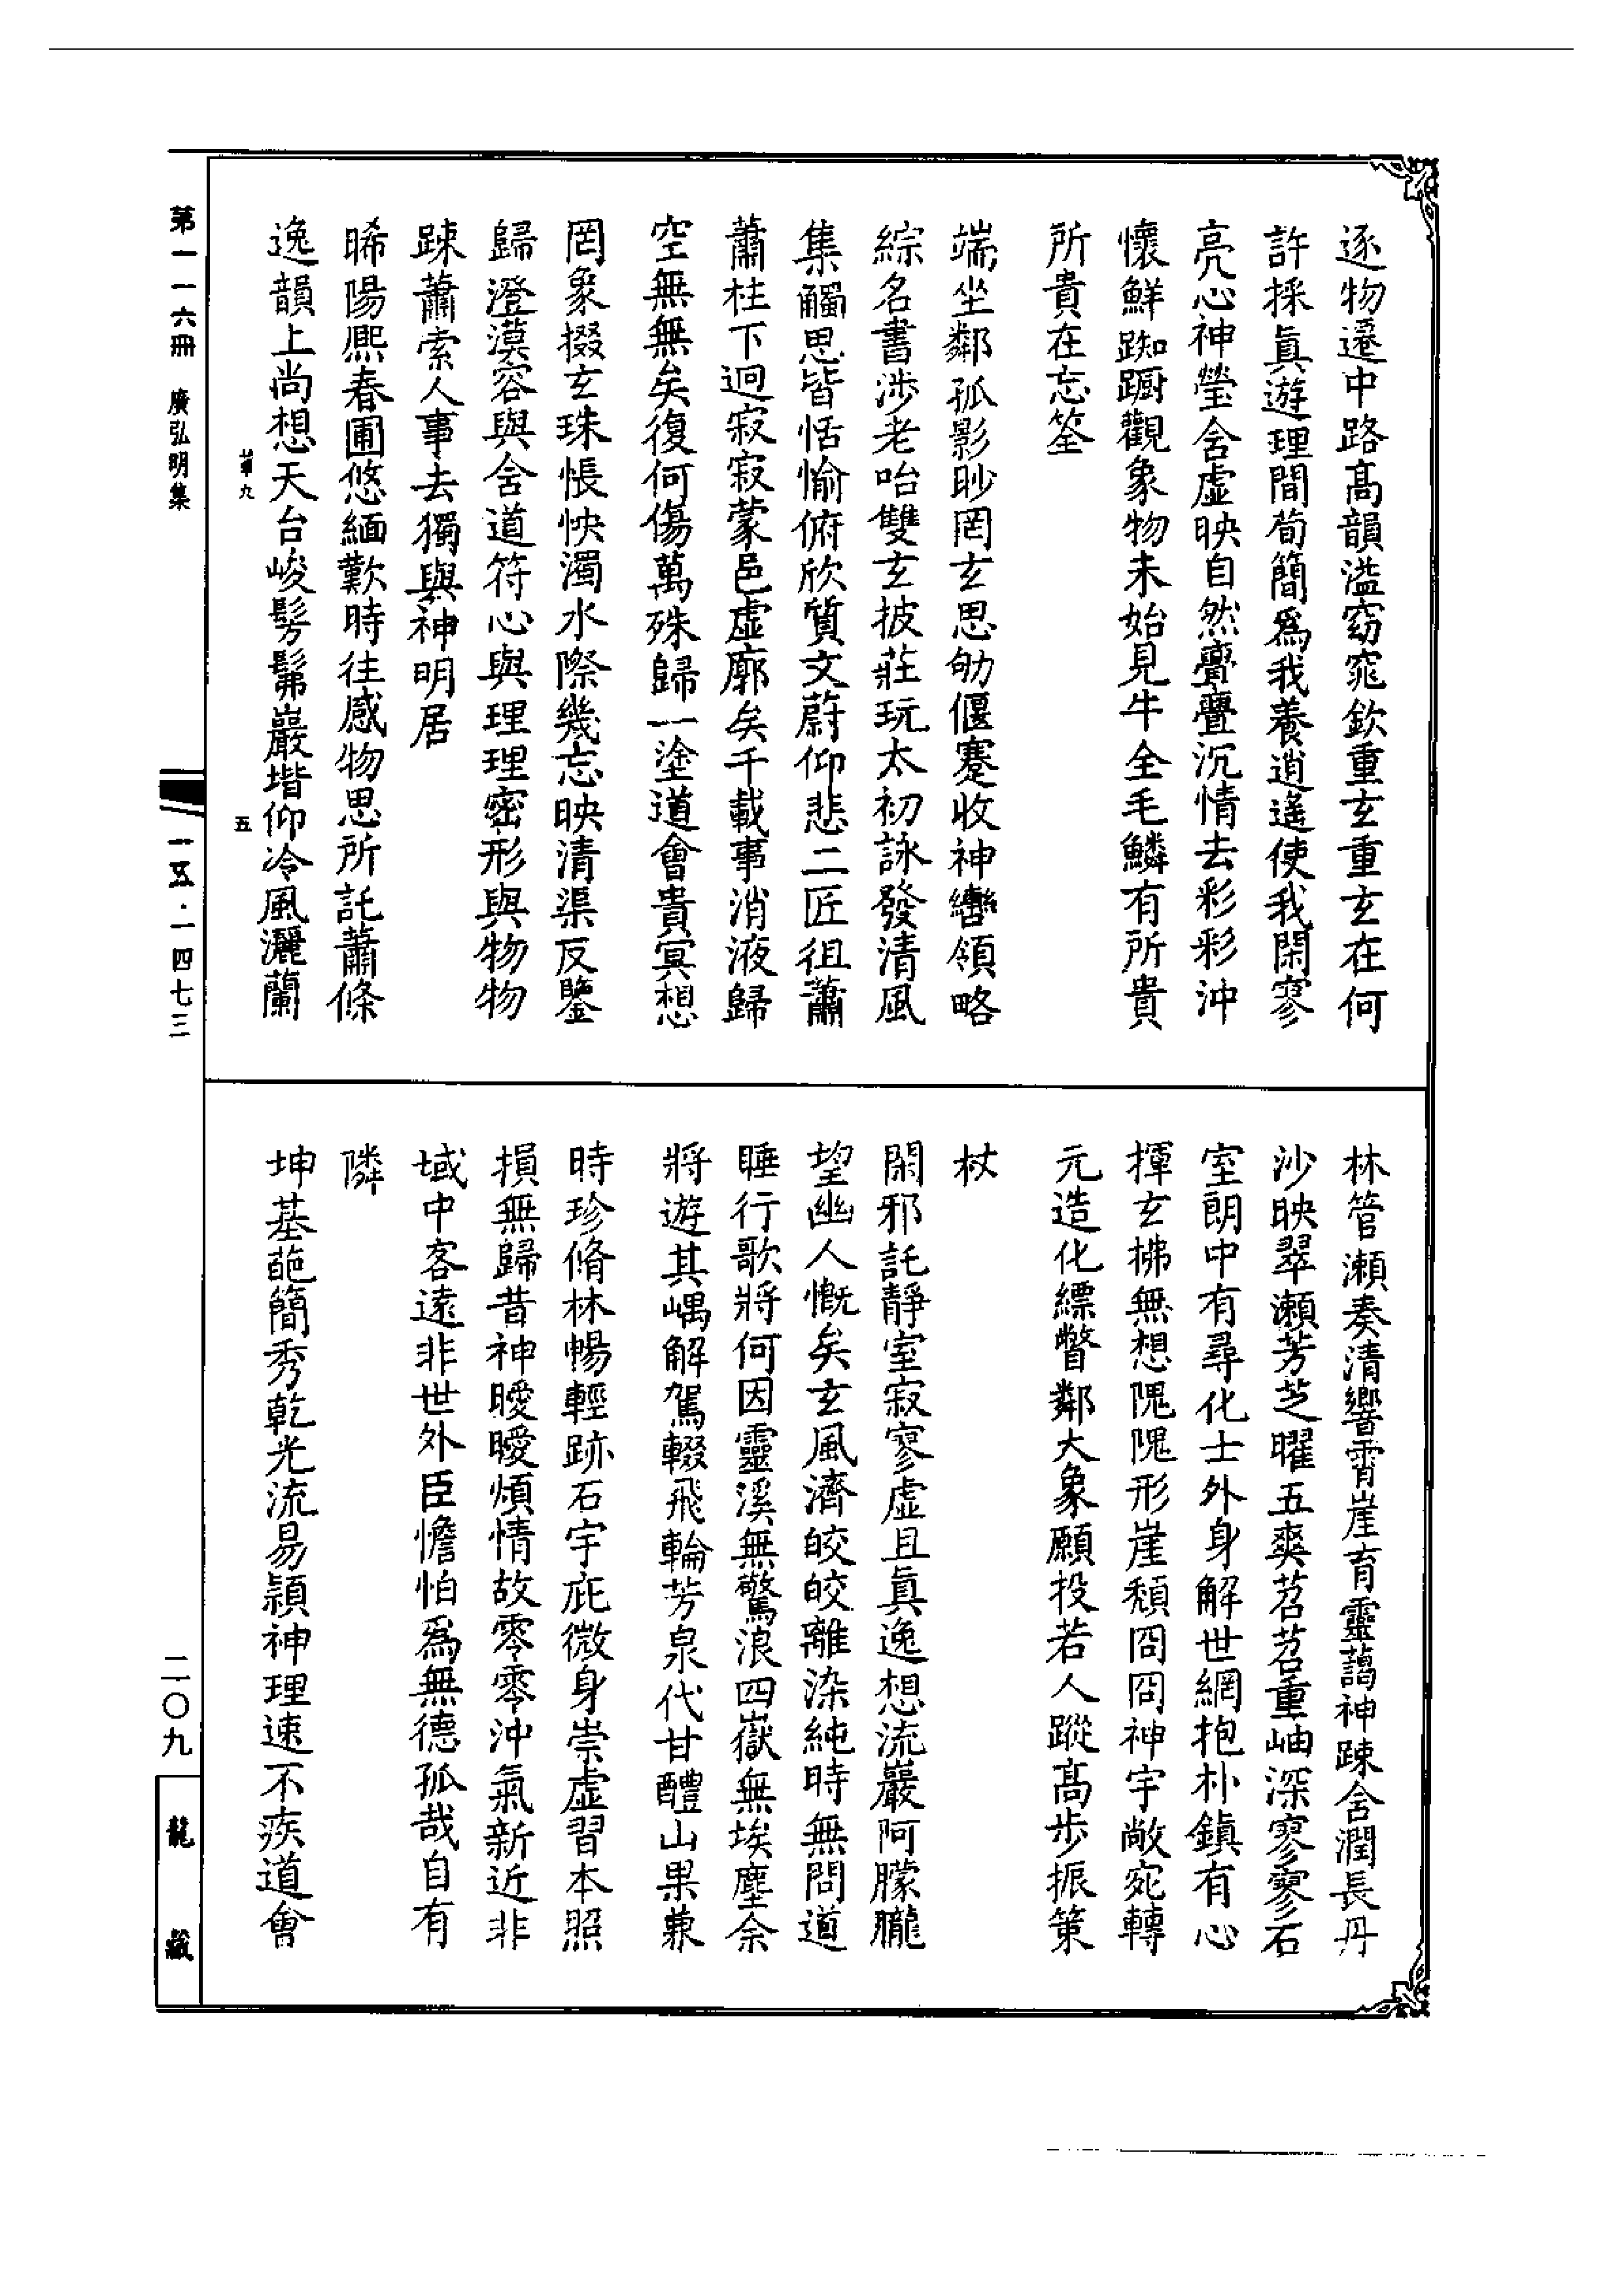 逐物遷中路高韻溢窈窕欽重玄重玄在何
許採眞遊理間苟簡爲我養逍遙使我閑寥
亮心神瑩含虛映自然亹亹沉情去彩彩沖
懷鮮踟躕觀象物未始見牛全毛鱗有所貴
所貴在忘筌
端坐鄰孤影眇罔玄思劬偃蹇收神轡領略
綜名書涉老咍雙玄披莊玩太初詠發清風
集觸思皆恬愉俯欣質文蔚仰悲二匠徂蕭
蕭柱下迥寂寂蒙邑虛廓矣千載事消液歸
空無無矣復何傷萬殊歸一塗道會貴冥想
罔象掇玄珠悵怏濁水際幾忘映清渠反鑒
歸澄漠容與含道符心與理理密形與物物
踈蕭索人事去獨與神明居
晞陽熙春圃悠緬歎時往感物思所託蕭條
逸韻上尚想天台峻髣髴巖堦仰冷風灑蘭
林管瀬奏清響霄崖育靈藹神踈含潤長丹
沙映翠瀬芳芝曜五爽苕苕重岫深寥寥石
室朗中有尋化士外身解世網抱朴鎮有心
揮玄拂無想隗隗形崖頹冏冏神宇敞宛轉
元造化縹瞥鄰大象願投若人蹤高步振策
杖
閑邪託靜室寂寥虛且眞逸想流巖阿朦朧
望幽人慨矣玄風濟皎皎離染純時無問道
睡行歌將何因靈溪無驚浪四嶽無埃塵余
將遊其嵎解駕輟飛輪芳泉代甘醴山果兼
時珍脩林暢輕跡石宇庇微身崇虛習本照
損無歸昔神曖曖煩情故零零沖氣新近非
域中客遠非世外臣憺怕爲無德孤哉自有
隣
坤基葩簡秀乾光流易穎神理速不疾道會
第一一六冊　廣弘明集
五
一五·一四七三
二〇九
龍藏